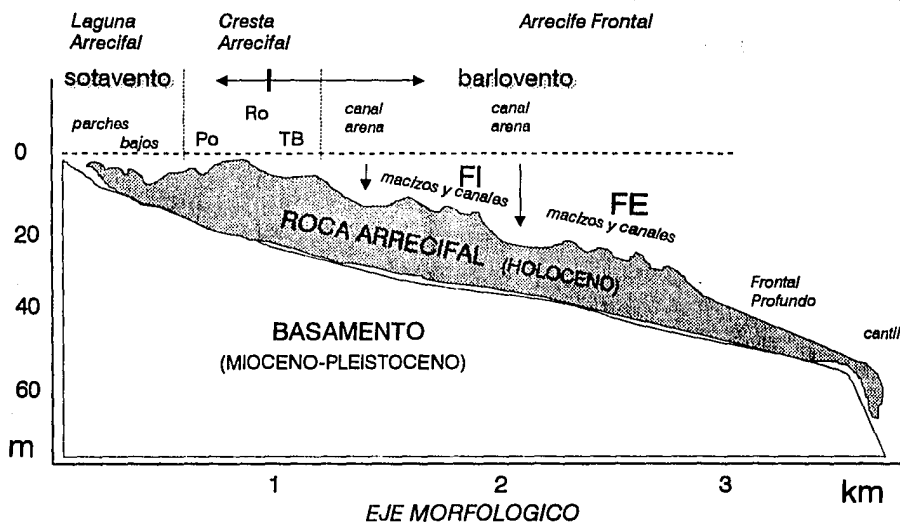 Laguna Arrecifal
Cresta Arrecifal
Arrecife Frontal
sotavento
barlovento
parches
bajos
Po
Ro
TB
canal arena
canal arena
0
20
40
60
m
FI
macizos y canales
FE
macizos y canales
ROCA ARRECIFAL (HOLOCENO)
Frontal Profundo
cantil
BASAMENTO
(MIOCENO-PLEISTOCENO)
1
2
3
km
EJE MORFOLOGICO